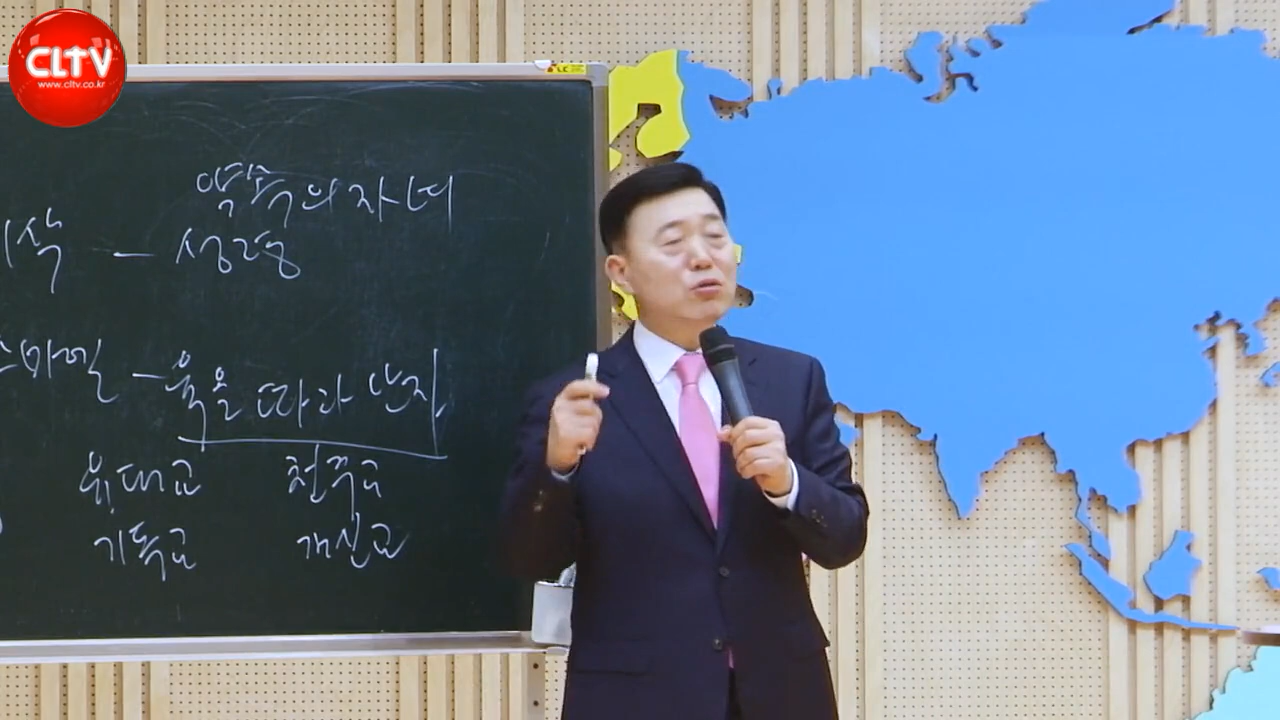 CLTV
www.cltv.co.kr
LC
약속의 자녀
삭 — 성령
스마엘 — 육을 따라 난 자
유대교 천주교
기독교 개신교